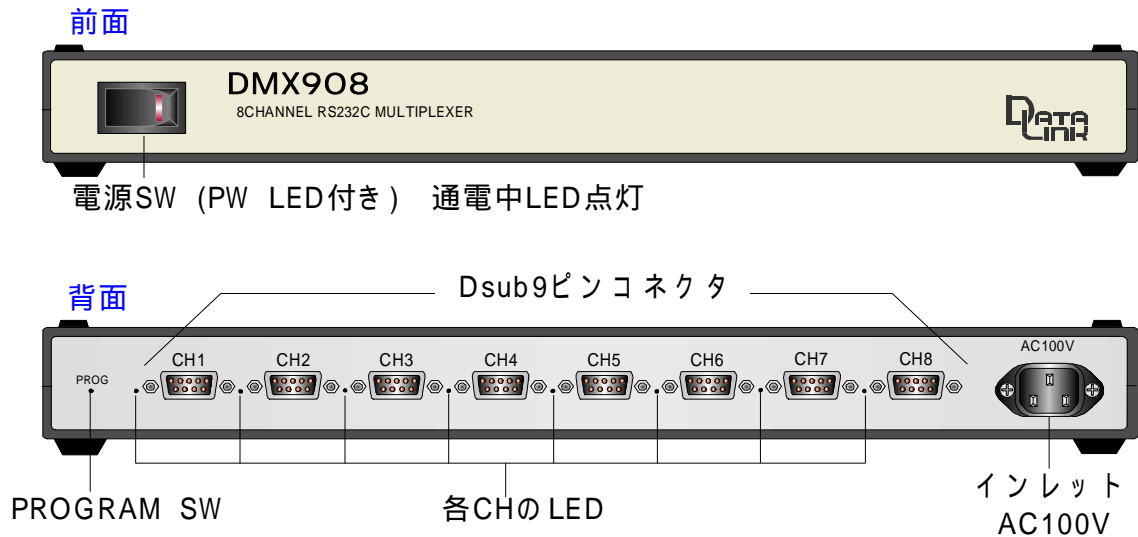 前面
DMX908
8CHANNEL RS232C MULTIPLEXER
DATA
LINK
電源SW (PW LED付き) 通電中LED点灯
Dsub9ピンコネクタ
背面
PROG
CH1 CH2 CH3 CH4 CH5 CH6 CH7 CH8
AC100V
PROGRAM SW
各CHのLED
インレット
AC100V